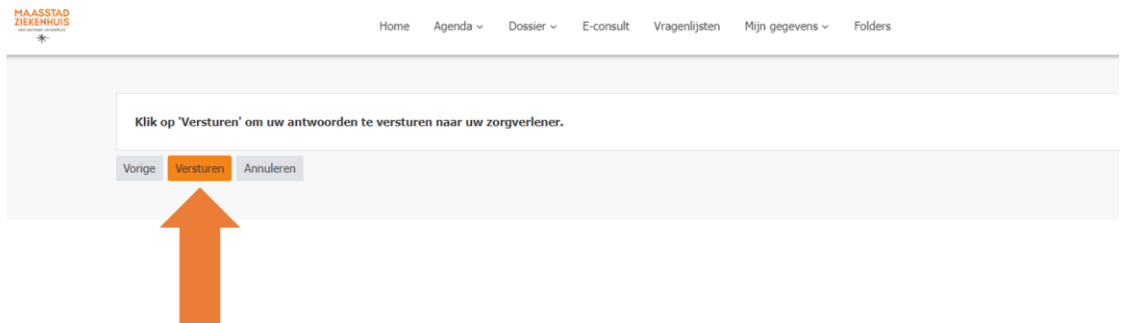 MAASSTAD
ZIEKENHUIS
Home Agenda Dossier E-consult Vragenlijsten Mijn gegevens Folders
Klik op 'Versturen' om uw antwoorden te versturen naar uw zorgverlener.
Vorige Versturen Annuleren